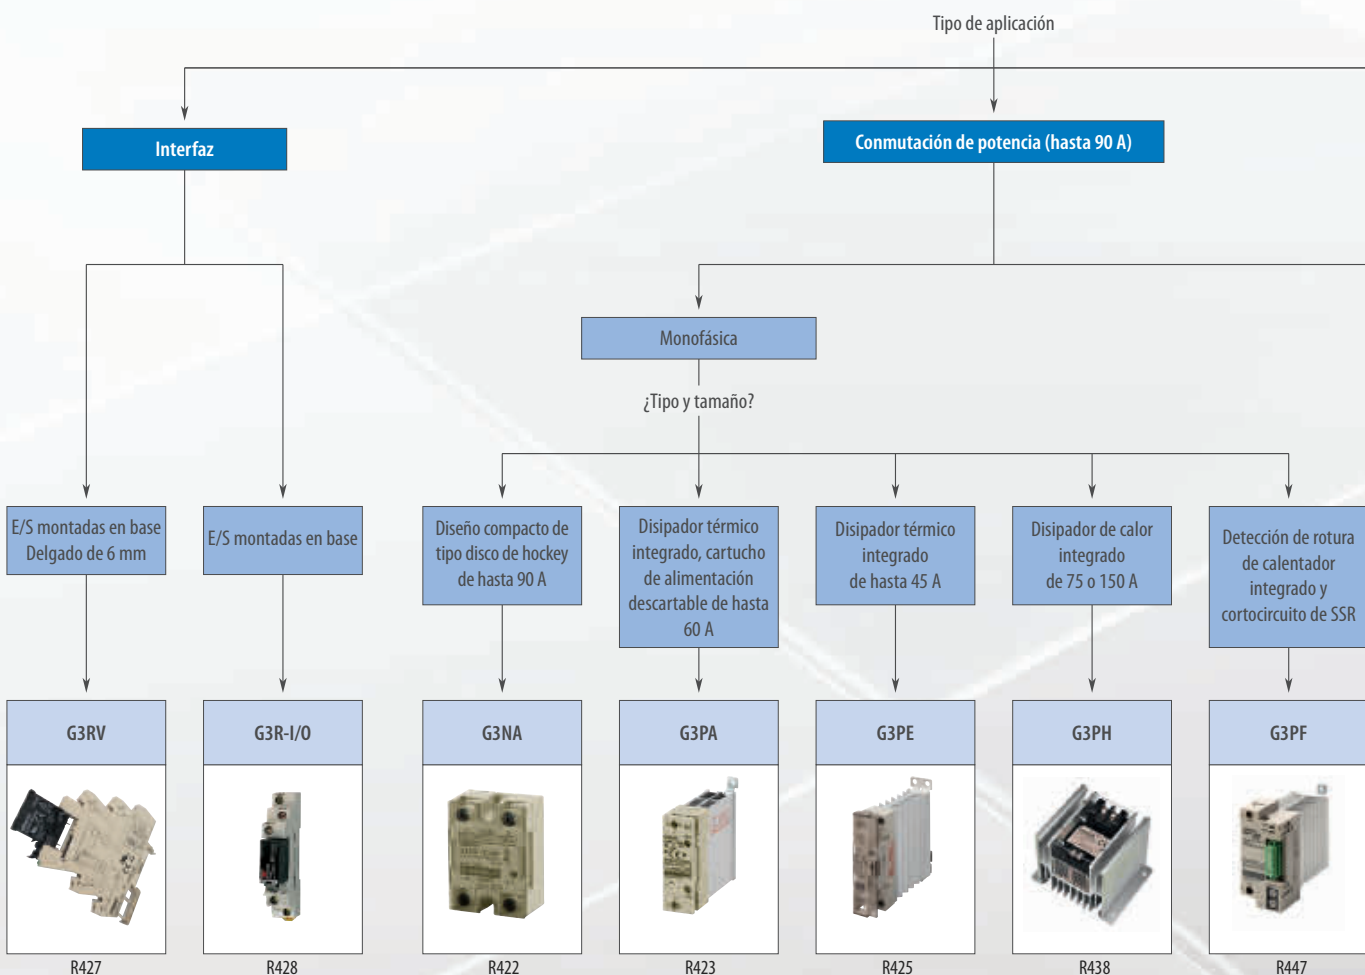 Tipo de aplicación
Interfaz
Conmutación de potencia (hasta 90 A)
Monofásica
¿Tipo y tamaño?
E/S montadas en base
Delgado de 6 mm
E/S montadas en base
Diseño compacto de
tipo disco de hockey
de hasta 90 A
Disipador térmico
integrado, cartucho
de alimentación
descartable de hasta
60 A
Disipador térmico
integrado
de hasta 45 A
Disipador de calor
integrado
de 75 o 150 A
Detección de rotura
de calentador
integrado y
cortocircuito de SSR
G3RV
G3R-I/O
G3NA
G3PA
G3PE
G3PH
G3PF
R427
R428
R422
R423
R425
R438
R447